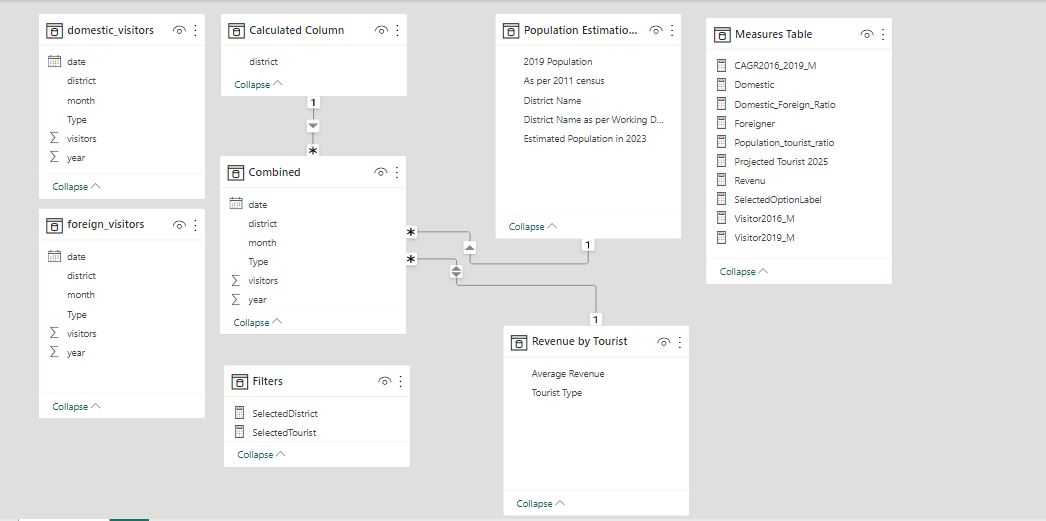 domestic_visitors
date
district
month
Type
visitors
year
Collapse
foreign_visitors
date
district
month
Type
visitors
year
Collapse
Calculated Column
district
Collapse
1
*
Combined
date
district
month
Type
visitors
year
Collapse
*
*
Filters
SelectedDistrict
SelectedTourist
Collapse
Population Estimatio...
2019 Population
As per 2011 census
District Name
District Name as per Working D...
Estimated Population in 2023
Collapse
1
1
Revenue by Tourist
Average Revenue
Tourist Type
Collapse
Measures Table
CAGR2016_2019_M
Domestic
Domestic_Foreign_Ratio
Foreigner
Population_tourist_ratio
Projected Tourist 2025
Revenu
SelectedOptionLabel
Visitor2016_M
Visitor2019_M
Collapse